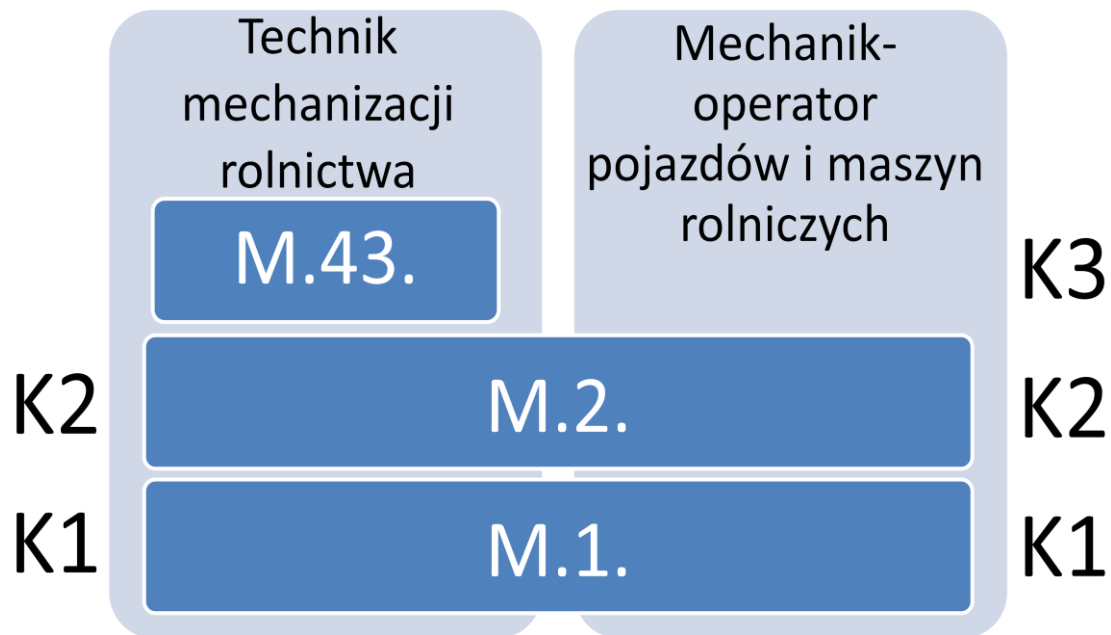 Technik
mechanizacji
rolnictwa
Mechanik-
operator
pojazdów i maszyn
rolniczych
M.43.
K3
K2
M.2.
K2
K1
M.1.
K1